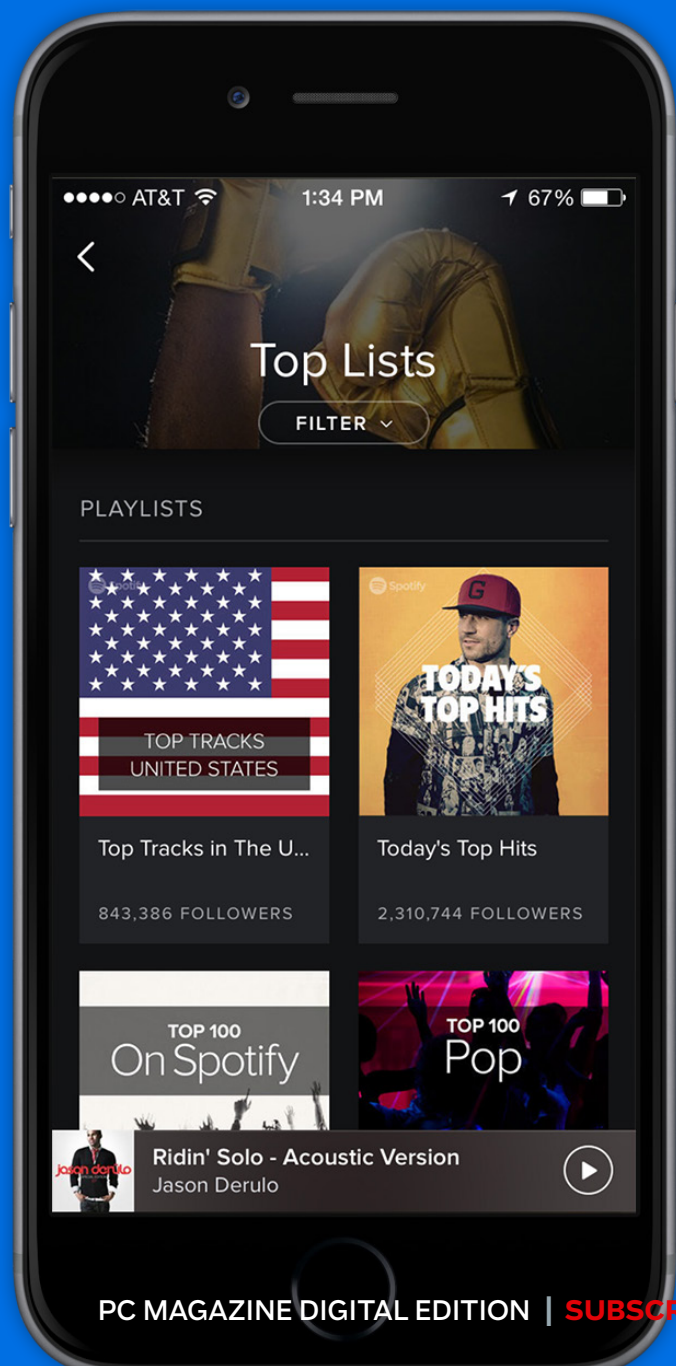 AT&T 1:34 PM 67%
Top Lists
FILTER
PLAYLISTS
Spotify
TOP TRACKS
UNITED STATES
Top Tracks in The U...
843,386 FOLLOWERS
Spotify
G
TODAY'S
TOP HITS
Today's Top Hits
2,310,744 FOLLOWERS
TOP 100
On Spotify
TOP 100
Pop
jason derulo
Ridin' Solo - Acoustic Version
Jason Derulo
PC MAGAZINE DIGITAL EDITION | SUBSCR